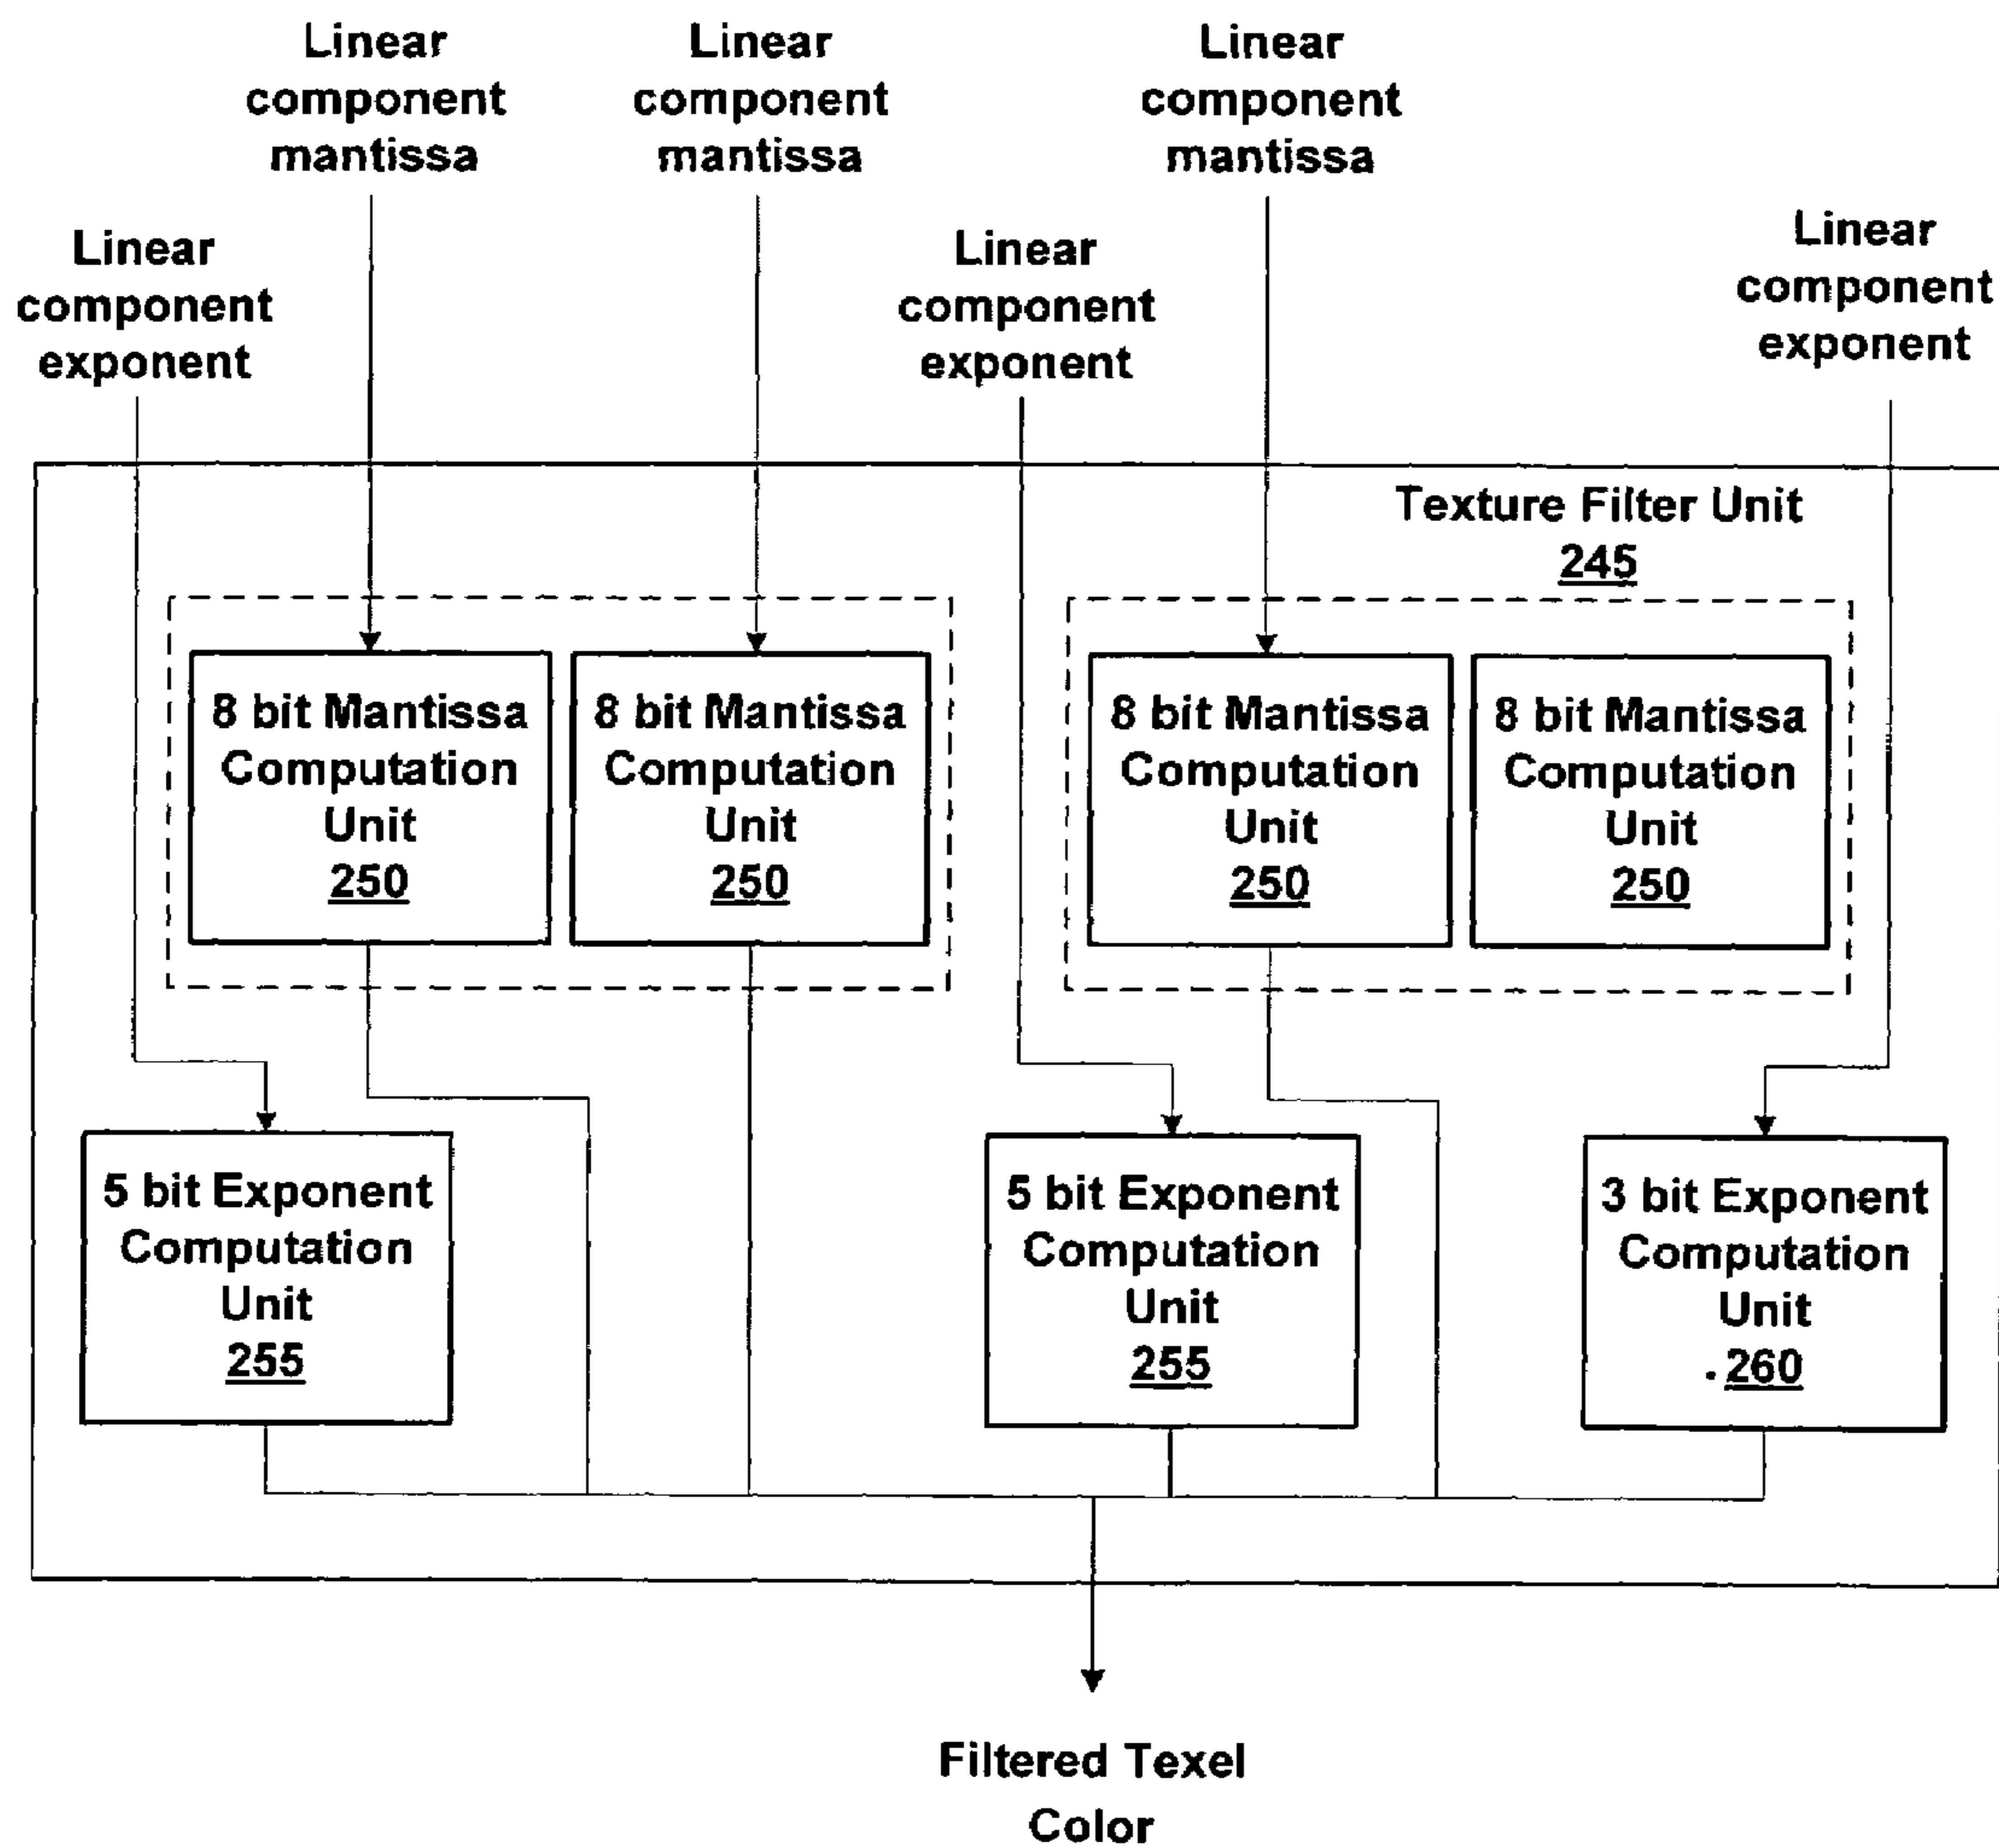 Linear
component
mantissa
Linear
component
mantissa
Linear
component
mantissa
Linear
component
exponent
Linear
component
exponent
Linear
component
exponent
Texture Filter Unit
245
8 bit Mantissa
Computation
Unit
250
8 bit Mantissa
Computation
Unit
250
8 bit Mantissa
Computation
Unit
250
8 bit Mantissa
Computation
Unit
250
5 bit Exponent
Computation
Unit
255
5 bit Exponent
Computation
Unit
255
3 bit Exponent
Computation
Unit
260
Filtered Texel
Color